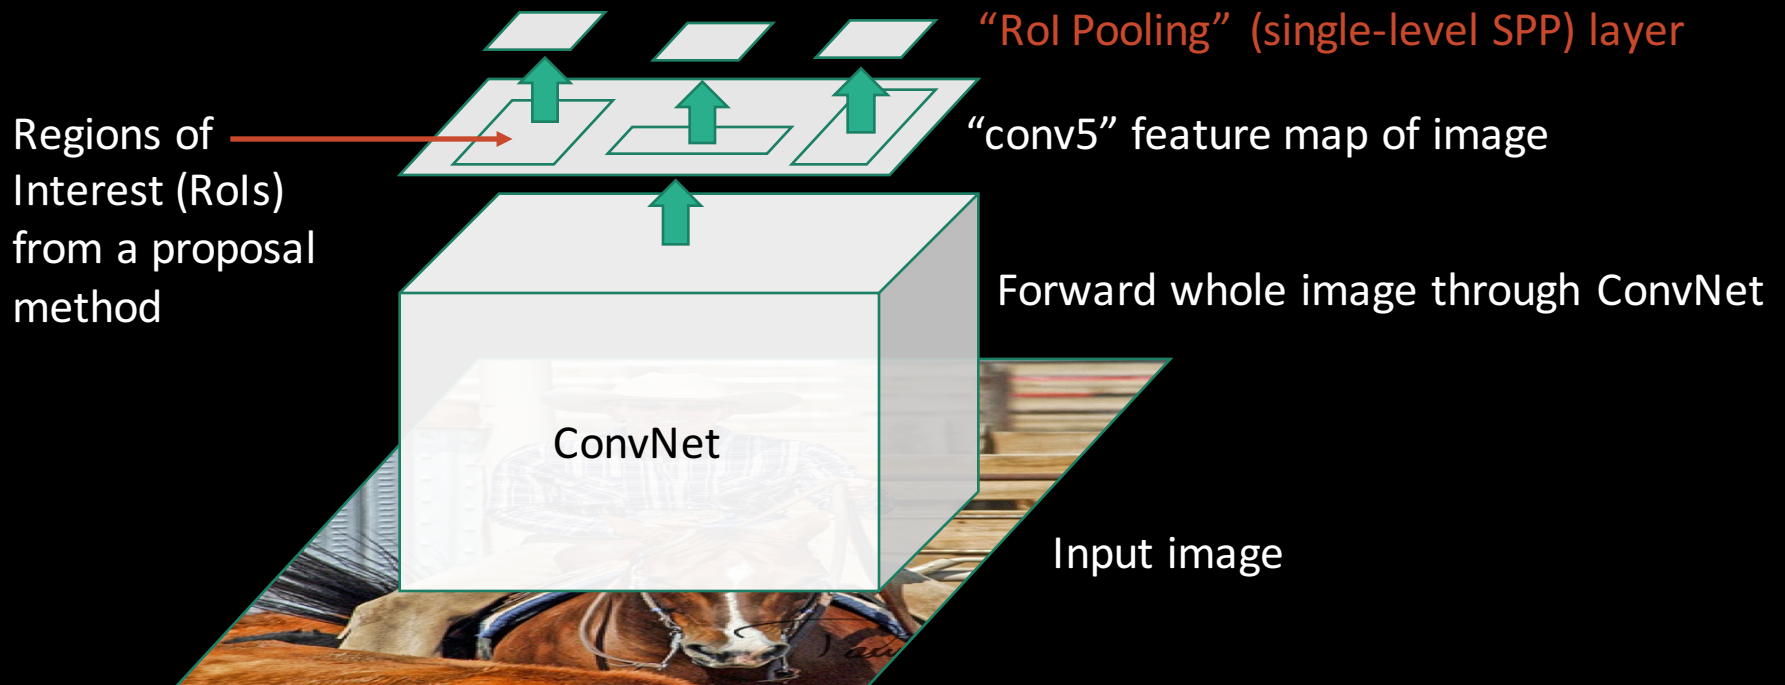 “RoI Pooling” (single-level SPP) layer
Regions of
Interest (RoIs)
from a proposal
method
“conv5” feature map of image
Forward whole image through ConvNet
ConvNet
Input image